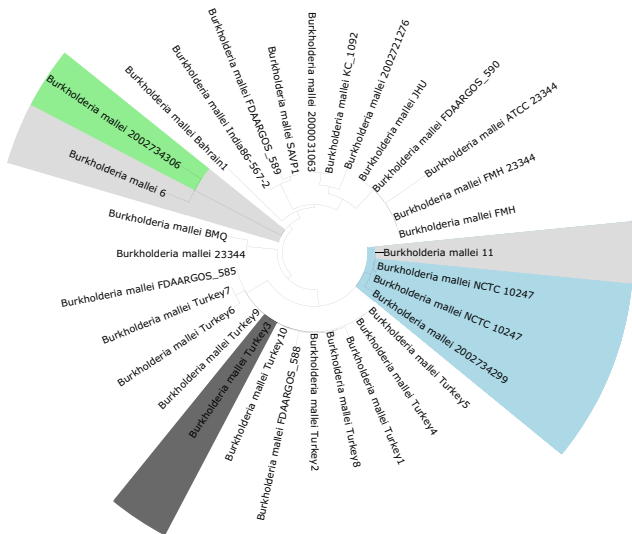 Burkholderia mallei 2000031063
Burkholderia mallei KC_1092
Burkholderia mallei 2002721276
Burkholderia mallei JHU
Burkholderia mallei FDAARGOS_590
Burkholderia mallei ATCC 23344
Burkholderia mallei FMH 23344
Burkholderia mallei FMH
Burkholderia mallei 11
Burkholderia mallei NCTC 10247
Burkholderia mallei NCTC 10247
Burkholderia mallei 2002734299
Burkholderia mallei Turkey5
Burkholderia mallei Turkey4
Burkholderia mallei Turkey1
Burkholderia mallei Turkey8
Burkholderia mallei Turkey2
Burkholderia mallei FDAARGOS_588
Burkholderia mallei Turkey10
Burkholderia mallei Turkey3
Burkholderia mallei Turkey9
Burkholderia mallei Turkey6
Burkholderia mallei Turkey7
Burkholderia mallei FDAARGOS_585
Burkholderia mallei 23344
Burkholderia mallei BMQ
Burkholderia mallei 6
Burkholderia mallei 2002734306
Burkholderia mallei Bahrain1
Burkholderia mallei India86-567-2
Burkholderia mallei FDAARGOS_589
Burkholderia mallei SAVP1